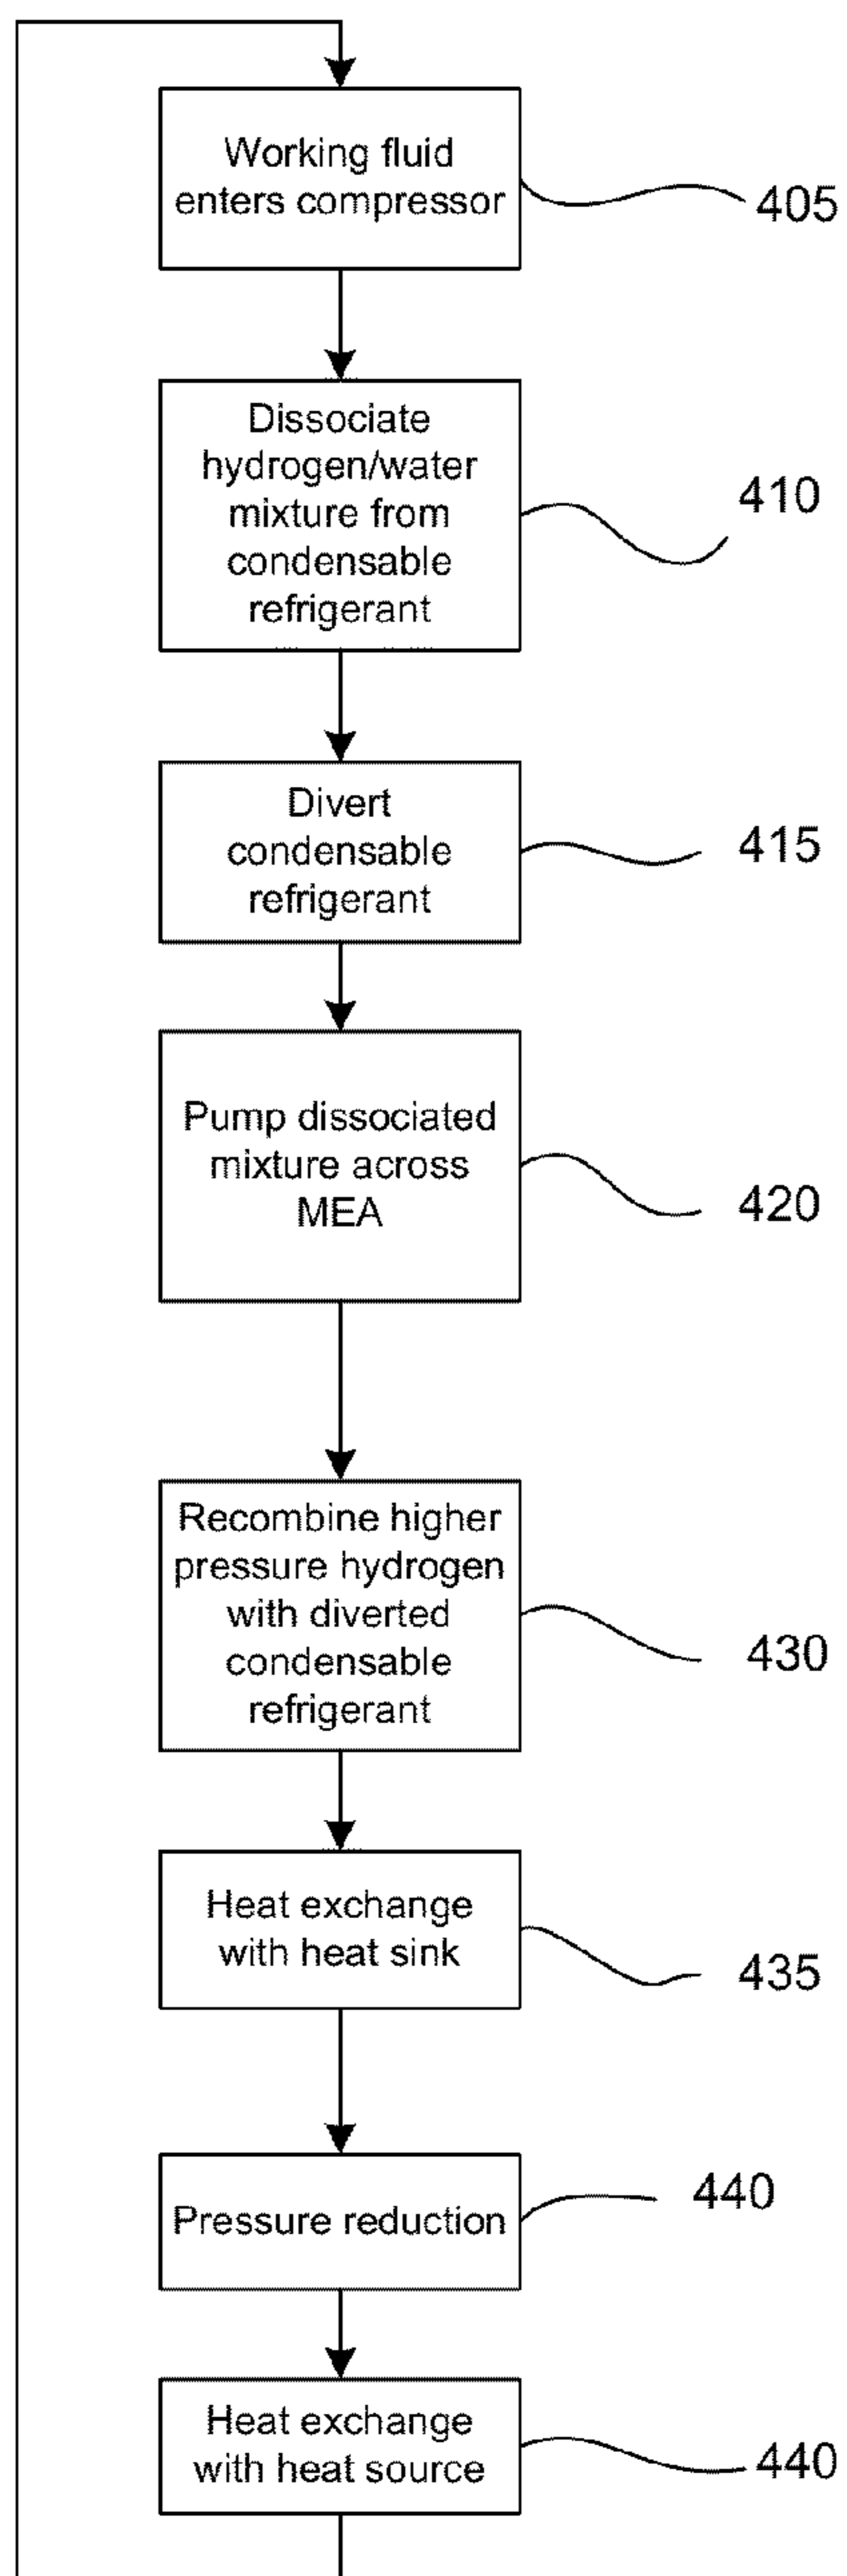 Working fluid
enters compressor
405
Dissociate
hydrogen/water
mixture from
condensable
refrigerant
410
Divert
condensable
refrigerant
415
Pump dissociated
mixture across
MEA
420
Recombine higher
pressure hydrogen
with diverted
condensable
refrigerant
430
Heat exchange
with heat sink
435
Pressure reduction
440
Heat exchange
with heat source
440